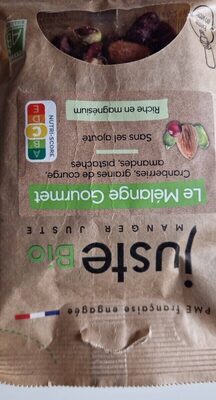 PME française engagée
juste
Bio
MANGER JUSTE
Le Mélange Gourmet
Cranberries, graines de courge,
amandes, pistaches
Sans sel ajouté
Riche en magnésium
NUTRI-SCORE
A B C D E